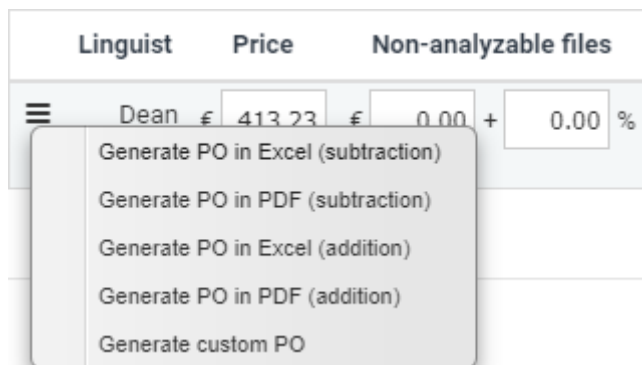 Linguist Price Non-analyzable files
Dean € 413.23 € 0.00 + 0.00 %
Generate PO in Excel (subtraction)
Generate PO in PDF (subtraction)
Generate PO in Excel (addition)
Generate PO in PDF (addition)
Generate custom PO